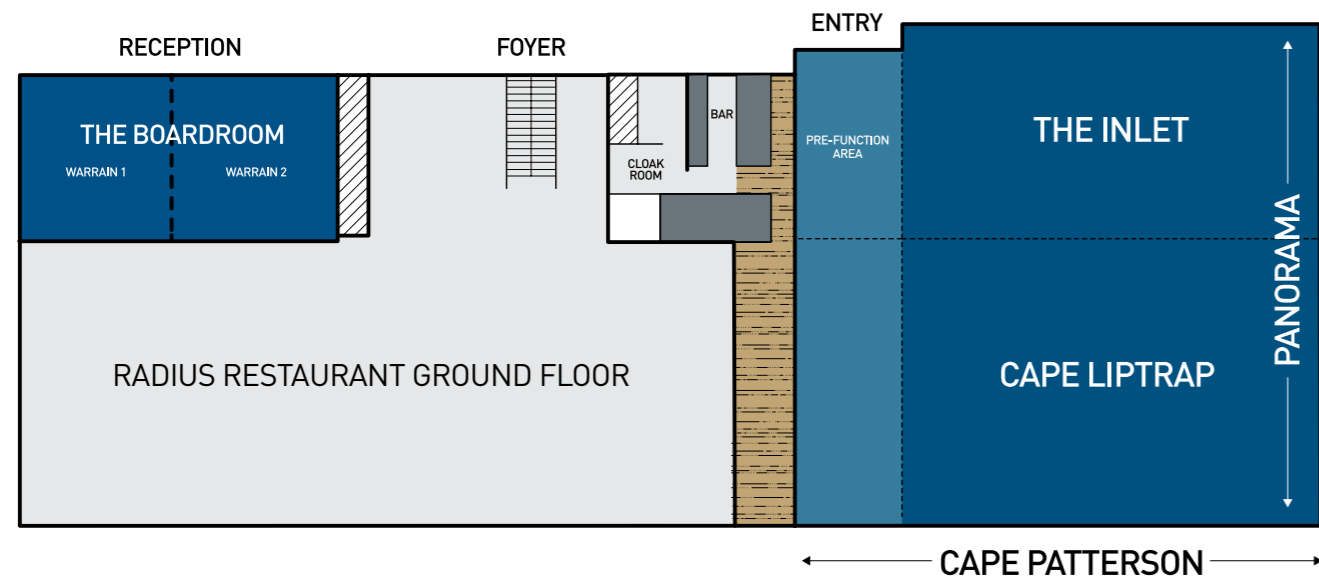 RECEPTION
FOYER
ENTRY
THE BOARDROOM
WARRAIN 1
WARRAIN 2
CLOAK
ROOM
BAR
PRE-FUNCTION
AREA
THE INLET
PANORAMA
RADIUS RESTAURANT GROUND FLOOR
CAPE LIPTRAP
CAPE PATTERSON